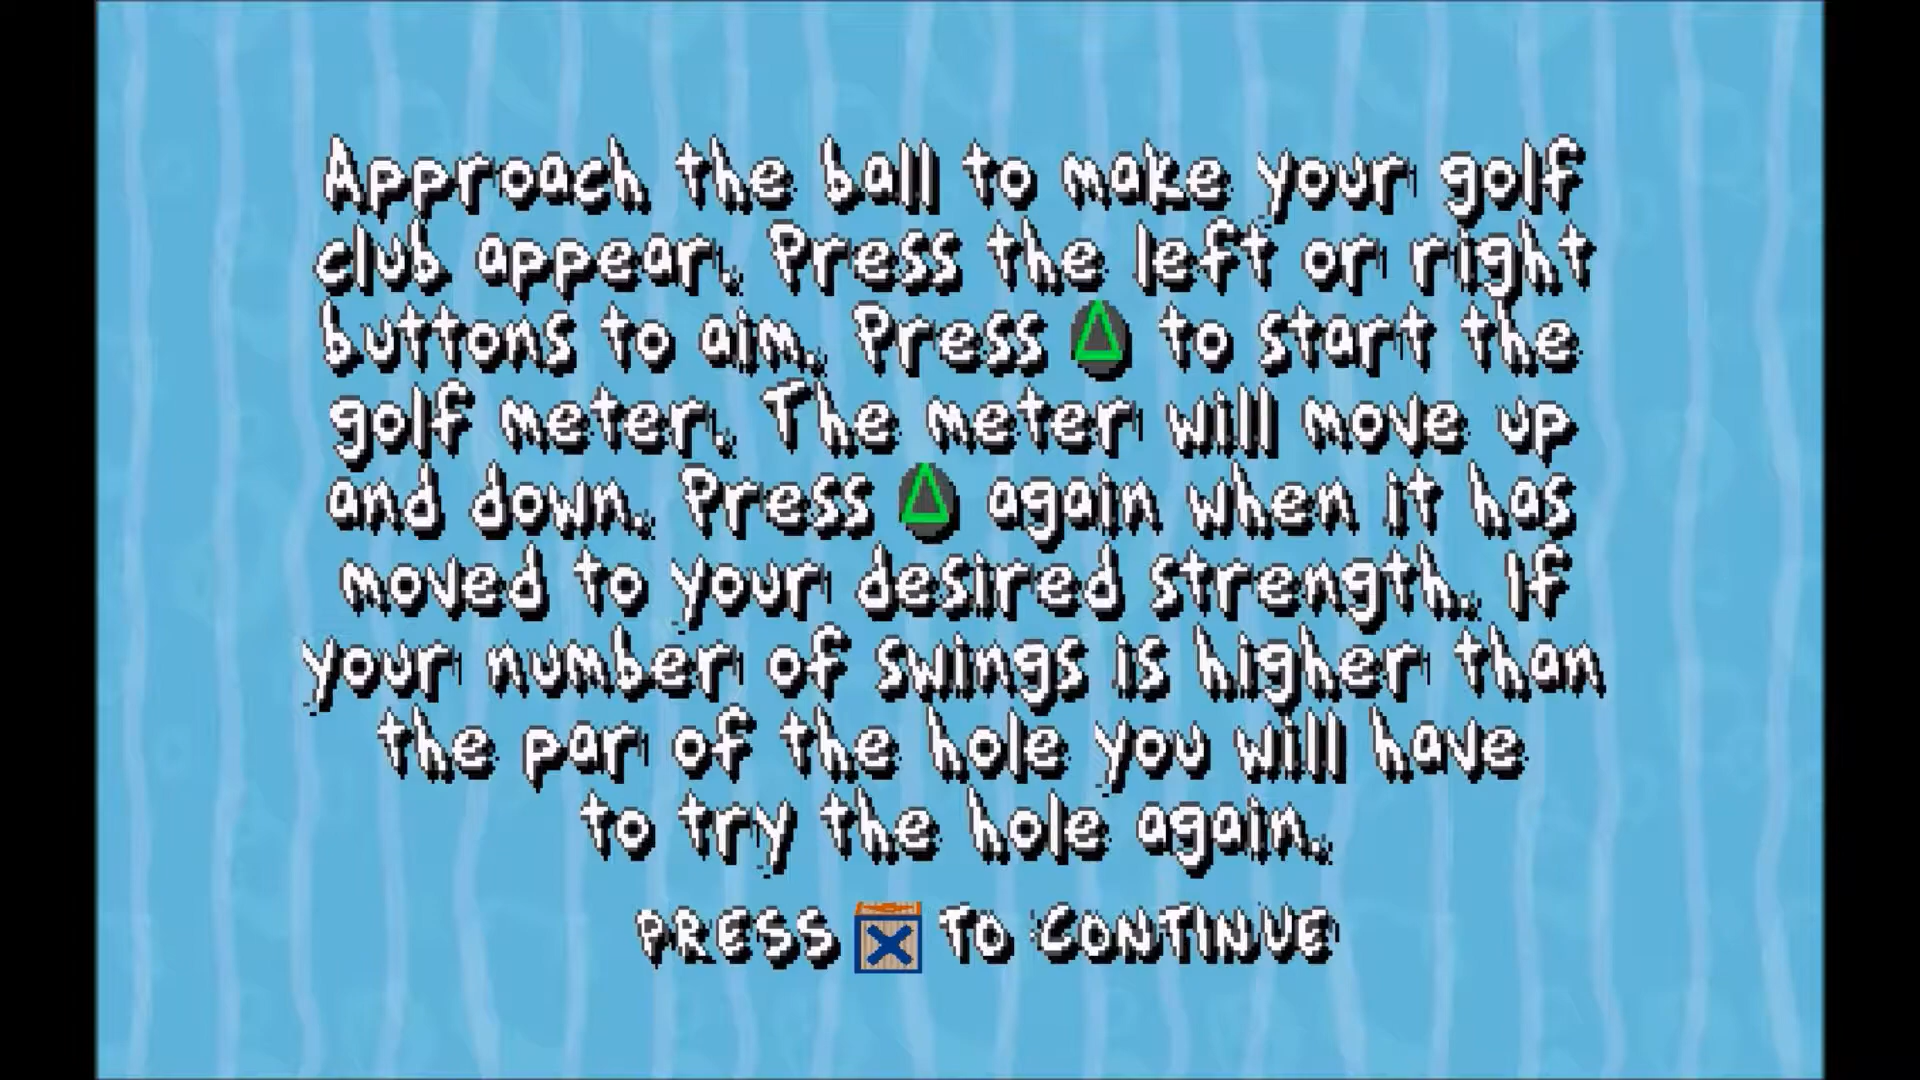 Approach the ball to make your golf
club appear. Press the left or right
buttons to aim. Press △ to start the
golf meter. The meter will move up
and down. Press △ again when it has
moved to your desired strength. If
your number of swings is higher than
the par of the hole you will have
to try the hole again.
PRESS X TO CONTINUE